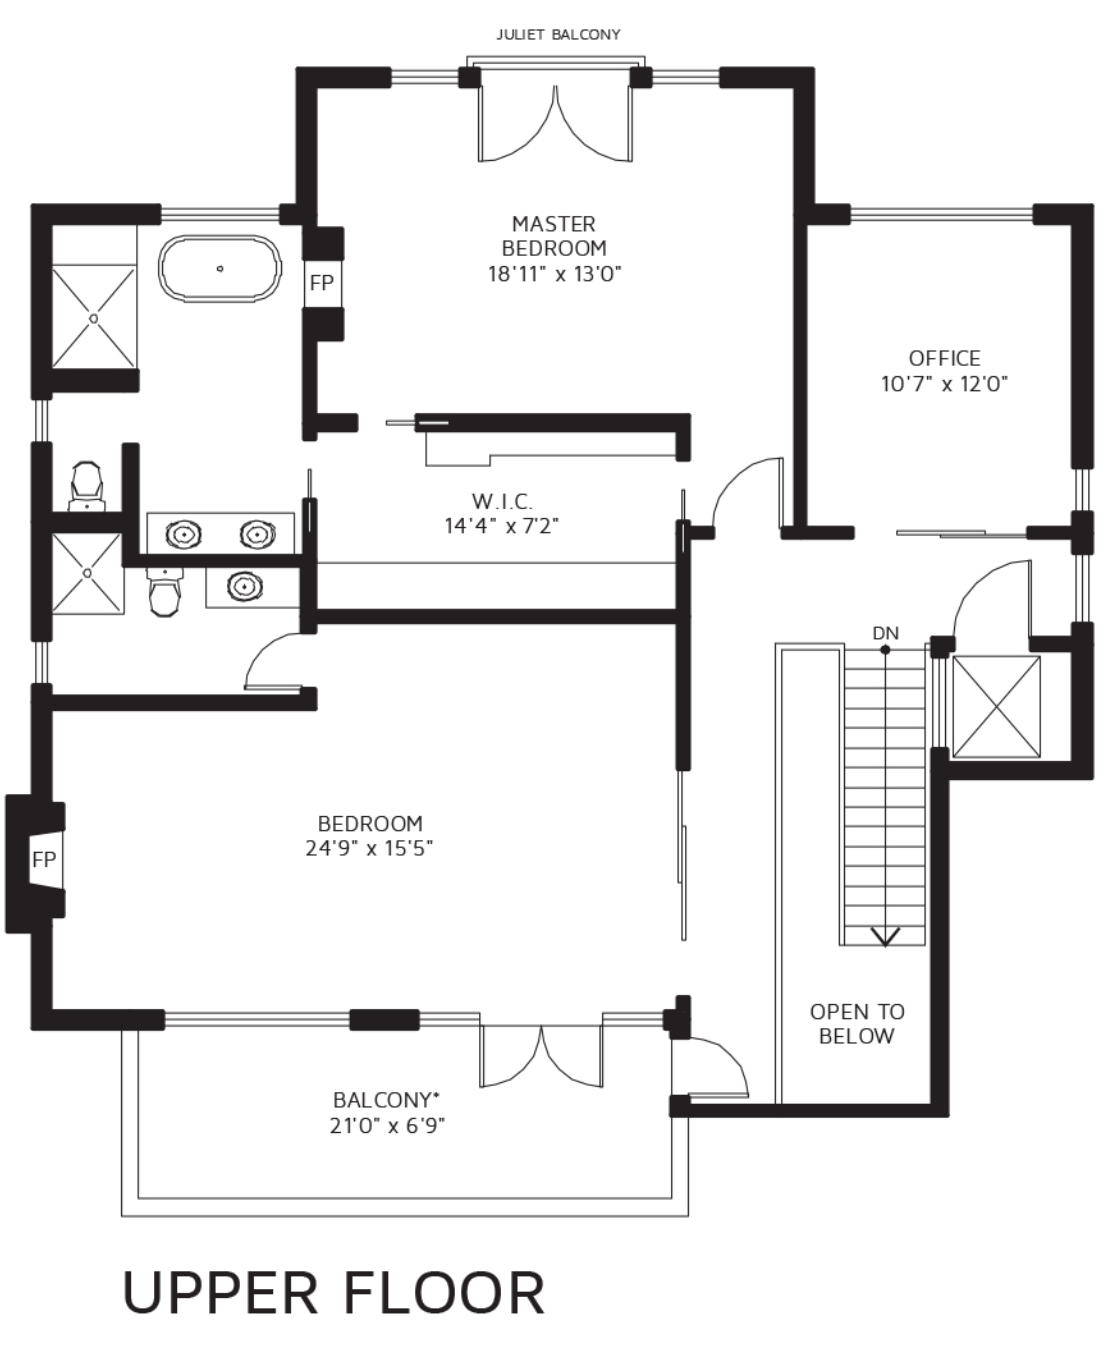 JULIET BALCONY
MASTER
BEDROOM
18'11" x 13'0"
FP
OFFICE
10'7" x 12'0"
W.I.C.
14'4" x 7'2"
DN
BEDROOM
24'9" x 15'5"
FP
OPEN TO
BELOW
BALCONY*
21'0" x 6'9"
UPPER FLOOR